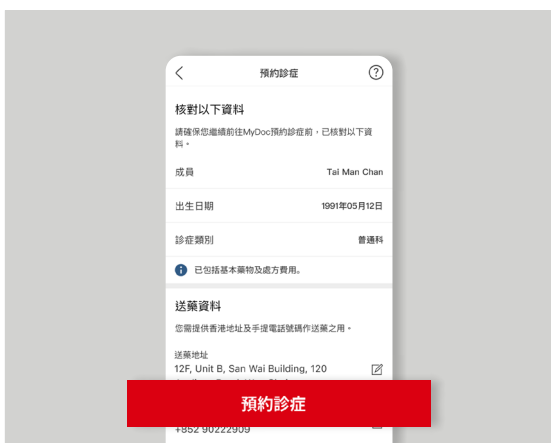 預約診症
核對以下資料
請確保您繼續前往MyDoc預約診症前，已核對以下資
料。
成員 Tai Man Chan
出生日期 1991年05月12日
診症類別 普通科
已包括基本藥物及處方費用。
送藥資料
您需提供香港地址及手提電話號碼作送藥之用。
送藥地址
12F, Unit B, San Wai Building, 120
預約診症
+852 90222909